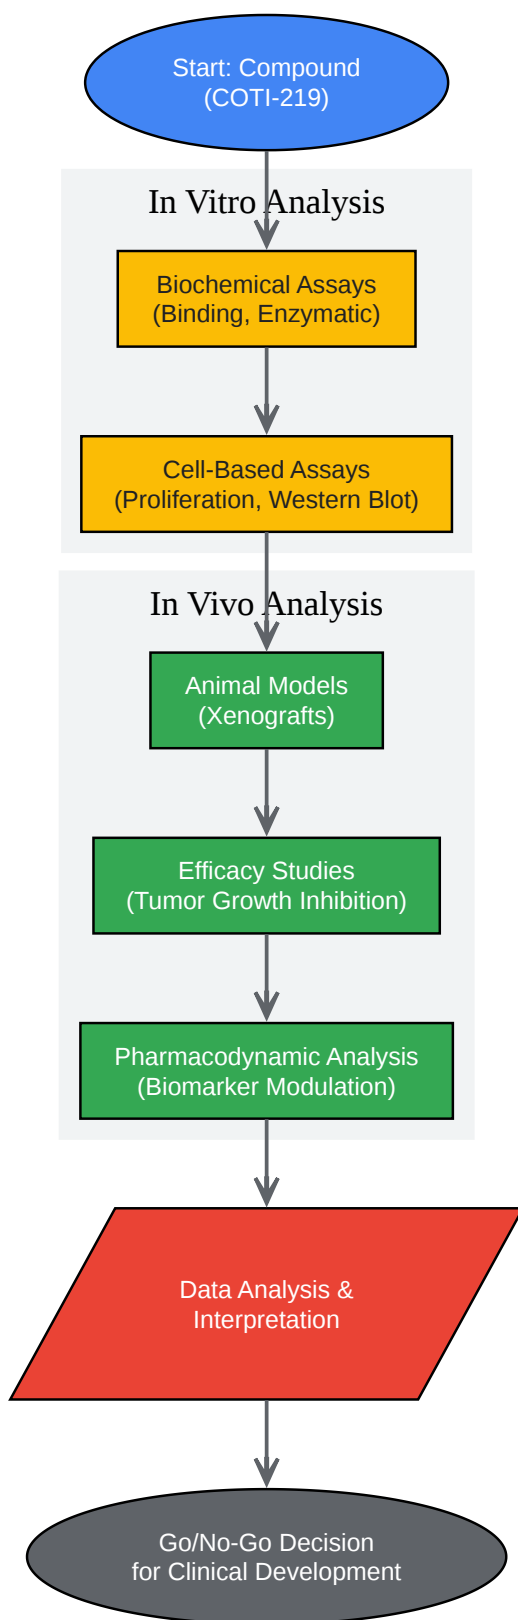 Start: Compound
(COTI-219)
In Vitro Analysis
Biochemical Assays
(Binding, Enzymatic)
Cell-Based Assays
(Proliferation, Western Blot)
In Vivo Analysis
Animal Models
(Xenografts)
Efficacy Studies
(Tumor Growth Inhibition)
Pharmacodynamic Analysis
(Biomarker Modulation)
Data Analysis &
Interpretation
Go/No-Go Decision
for Clinical Development